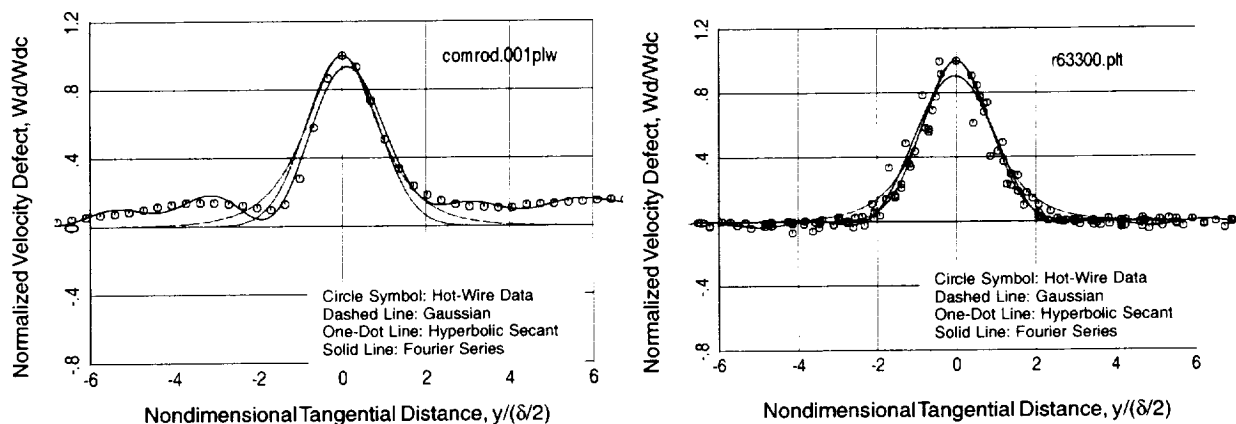 Normalized Velocity Defect, Wd/Wdc
1.2
.8
.4
0
-.4
-.8
comrod.001plw
Circle Symbol: Hot-Wire Data
Dashed Line: Gaussian
One-Dot Line: Hyperbolic Secant
Solid Line: Fourier Series
-6
-4
-2
0
2
4
6
Nondimensional Tangential Distance, y/(δ/2)
Normalized Velocity Defect, Wd/Wdc
1.2
.8
.4
0
-.4
-.8
r63300.plt
Circle Symbol: Hot-Wire Data
Dashed Line: Gaussian
One-Dot Line: Hyperbolic Secant
Solid Line: Fourier Series
-6
-4
-2
0
2
4
6
Nondimensional Tangential Distance, y/(δ/2)